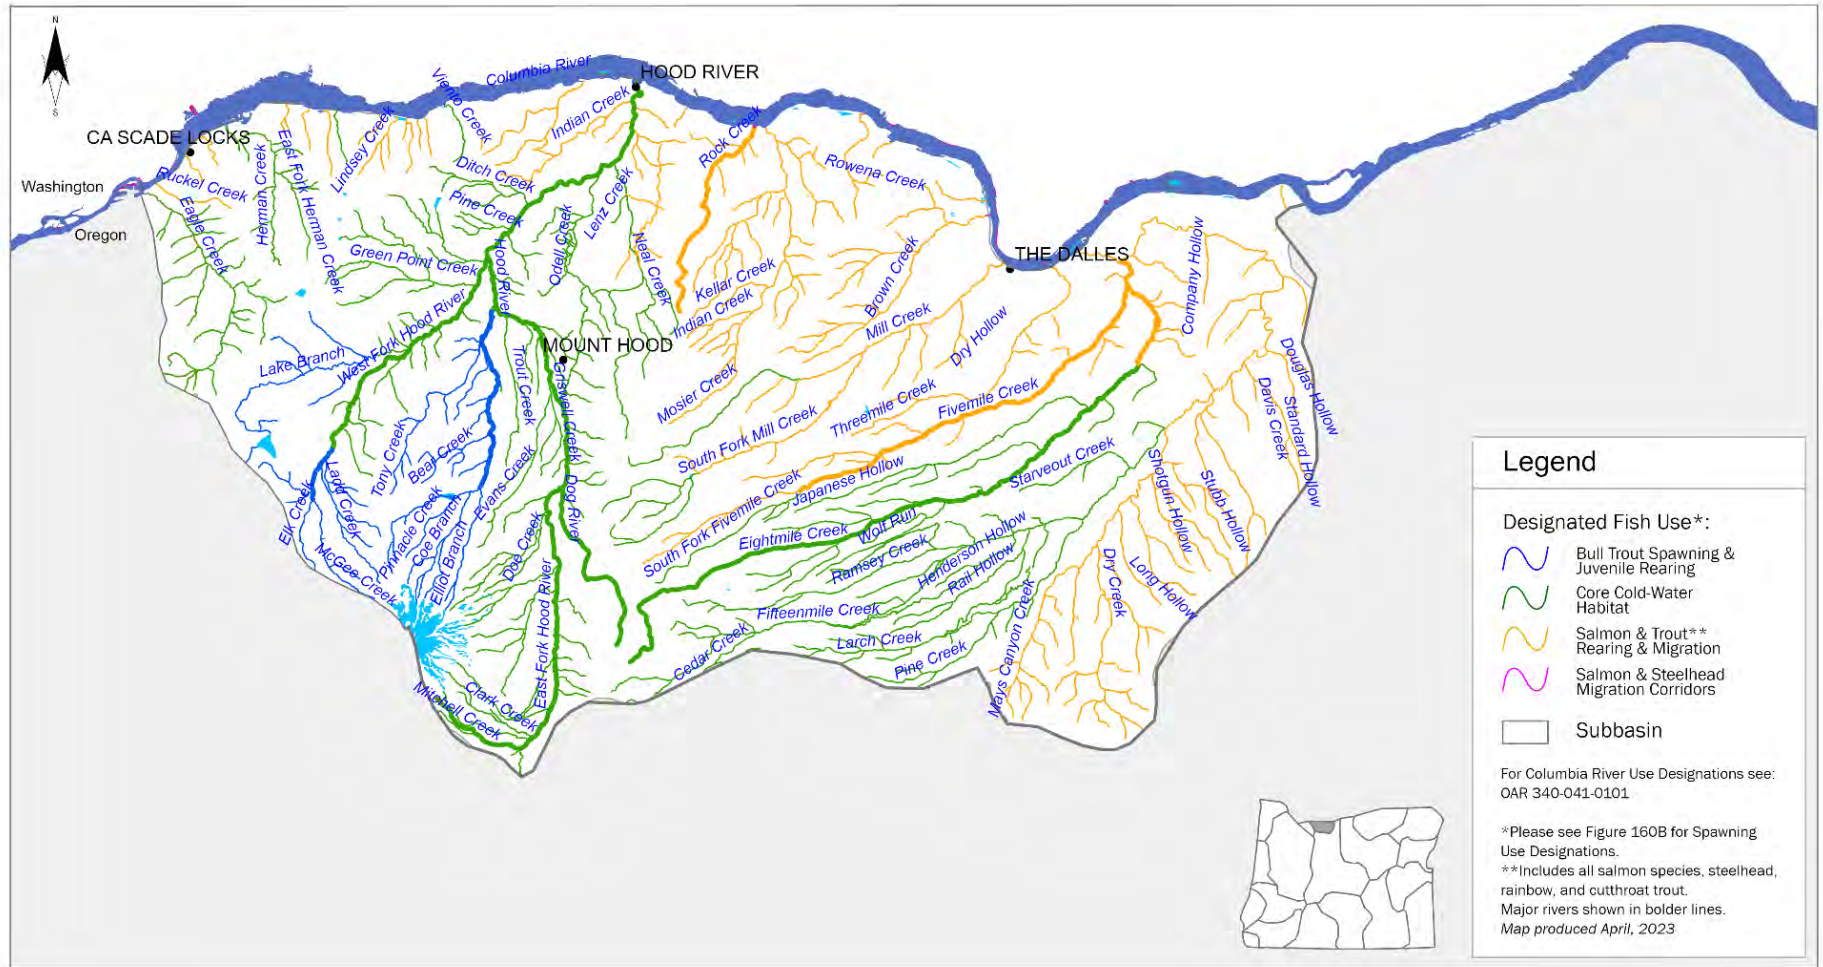 N
S
Columbia River
HOOD RIVER
Viento Creek
Indian Creek
CA SCADE LOCKS
East Fork Herman Creek
Lindsey Creek
Rock Creek
Washington
Ruckel Creek
Herman Creek
Ditch Creek
Rowena Creek
Oregon
Eagle Creek
Pine Creek
Lenz Creek
Odell Creek
Neal Creek
Green Point Creek
Hood River
Kellar Creek
Brown Creek
THE DALLES
Company Hollow
Indian Creek
Mill Creek
Dry Hollow
West Fork Hood River
Lake Branch
MOUNT HOOD
Trout Creek
Griswell Creek
Mosier Creek
Threemile Creek
Fivemile Creek
Douglas Hollow
Davis Creek
Standard Hollow
South Fork Mill Creek
Tony Creek
Bear Creek
Evans Creek
Elk Creek
Ladd Creek
McGee Creek
Pinnacle Creek
Coe Branch
Elliot Branch
Dog River
Doe Creek
East Fork Hood River
South Fork Fivemile Creek
Japanese Hollow
Starveout Creek
Shotgun Hollow
Stubb Hollow
Eightmile Creek
Wolf Run
Ramsey Creek
Henderson Hollow
Rail Hollow
Dry Creek
Long Hollow
Fifteenmile Creek
Cedar Creek
Larch Creek
Pine Creek
Mays Canyon Creek
Clark Creek
Mitchell Creek
Legend
Designated Fish Use*:
Bull Trout Spawning &
Juvenile Rearing
Core Cold-Water
Habitat
Salmon & Trout**
Rearing & Migration
Salmon & Steelhead
Migration Corridors
Subbasin
For Columbia River Use Designations see:
OAR 340-041-0101
*Please see Figure 160B for Spawning
Use Designations.
**Includes all salmon species, steelhead,
rainbow, and cutthroat trout.
Major rivers shown in bolder lines.
Map produced April, 2023